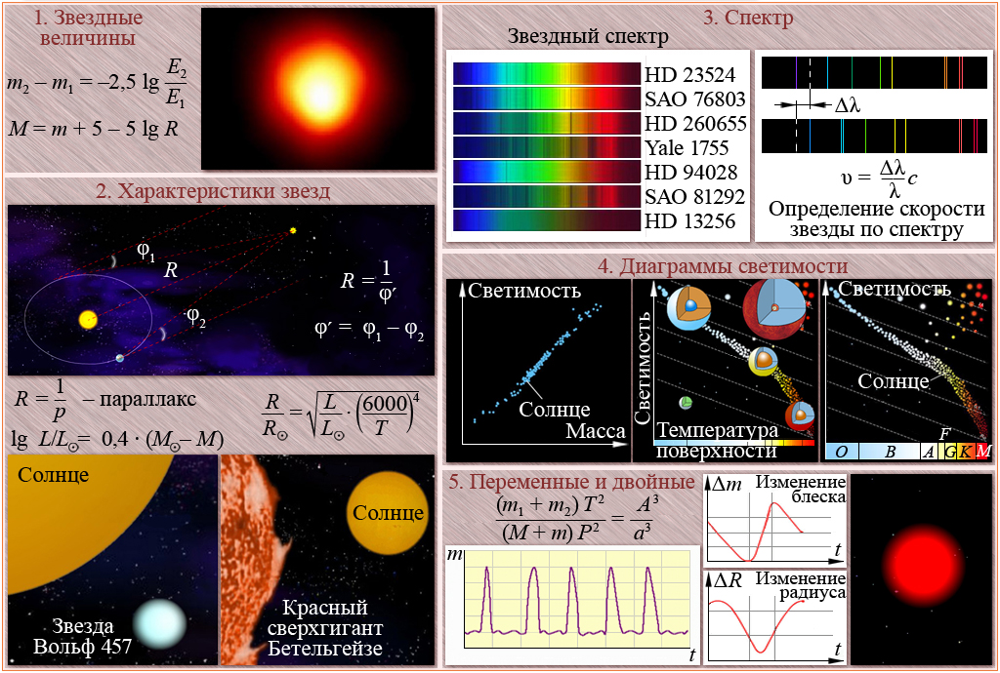 1. Звездные
величины
m₂ – m₁ = –2,5 lg E₂/E₁
M = m + 5 – 5 lg R
2. Характеристики звезд
φ₁
R
φ₂
R = 1/φ′
φ′ = φ₁ – φ₂
R = 1/p – параллакс
R/R☉ = √(L/L☉ · (6000/T)⁴)
lg L/L☉ = 0,4 · (M☉ – M)
Солнце
Звезда
Вольф 457
Солнце
Красный
сверхгигант
Бетельгейзе
3. Спектр
Звездный спектр
HD 23524
SAO 76803
HD 260655
Yale 1755
HD 94028
SAO 81292
HD 13256
Δλ
υ = Δλ/λ c
Определение скорости
звезды по спектру
4. Диаграммы светимости
Светимость
Солнце
Масса
Светимость
Температура
поверхности
Светимость
Солнце
F
O B A G K M
5. Переменные и двойные
(m₁ + m₂) T²/(M + m) P² = A³/a³
m
t
Δm
Изменение
блеска
t
ΔR
Изменение
радиуса
t